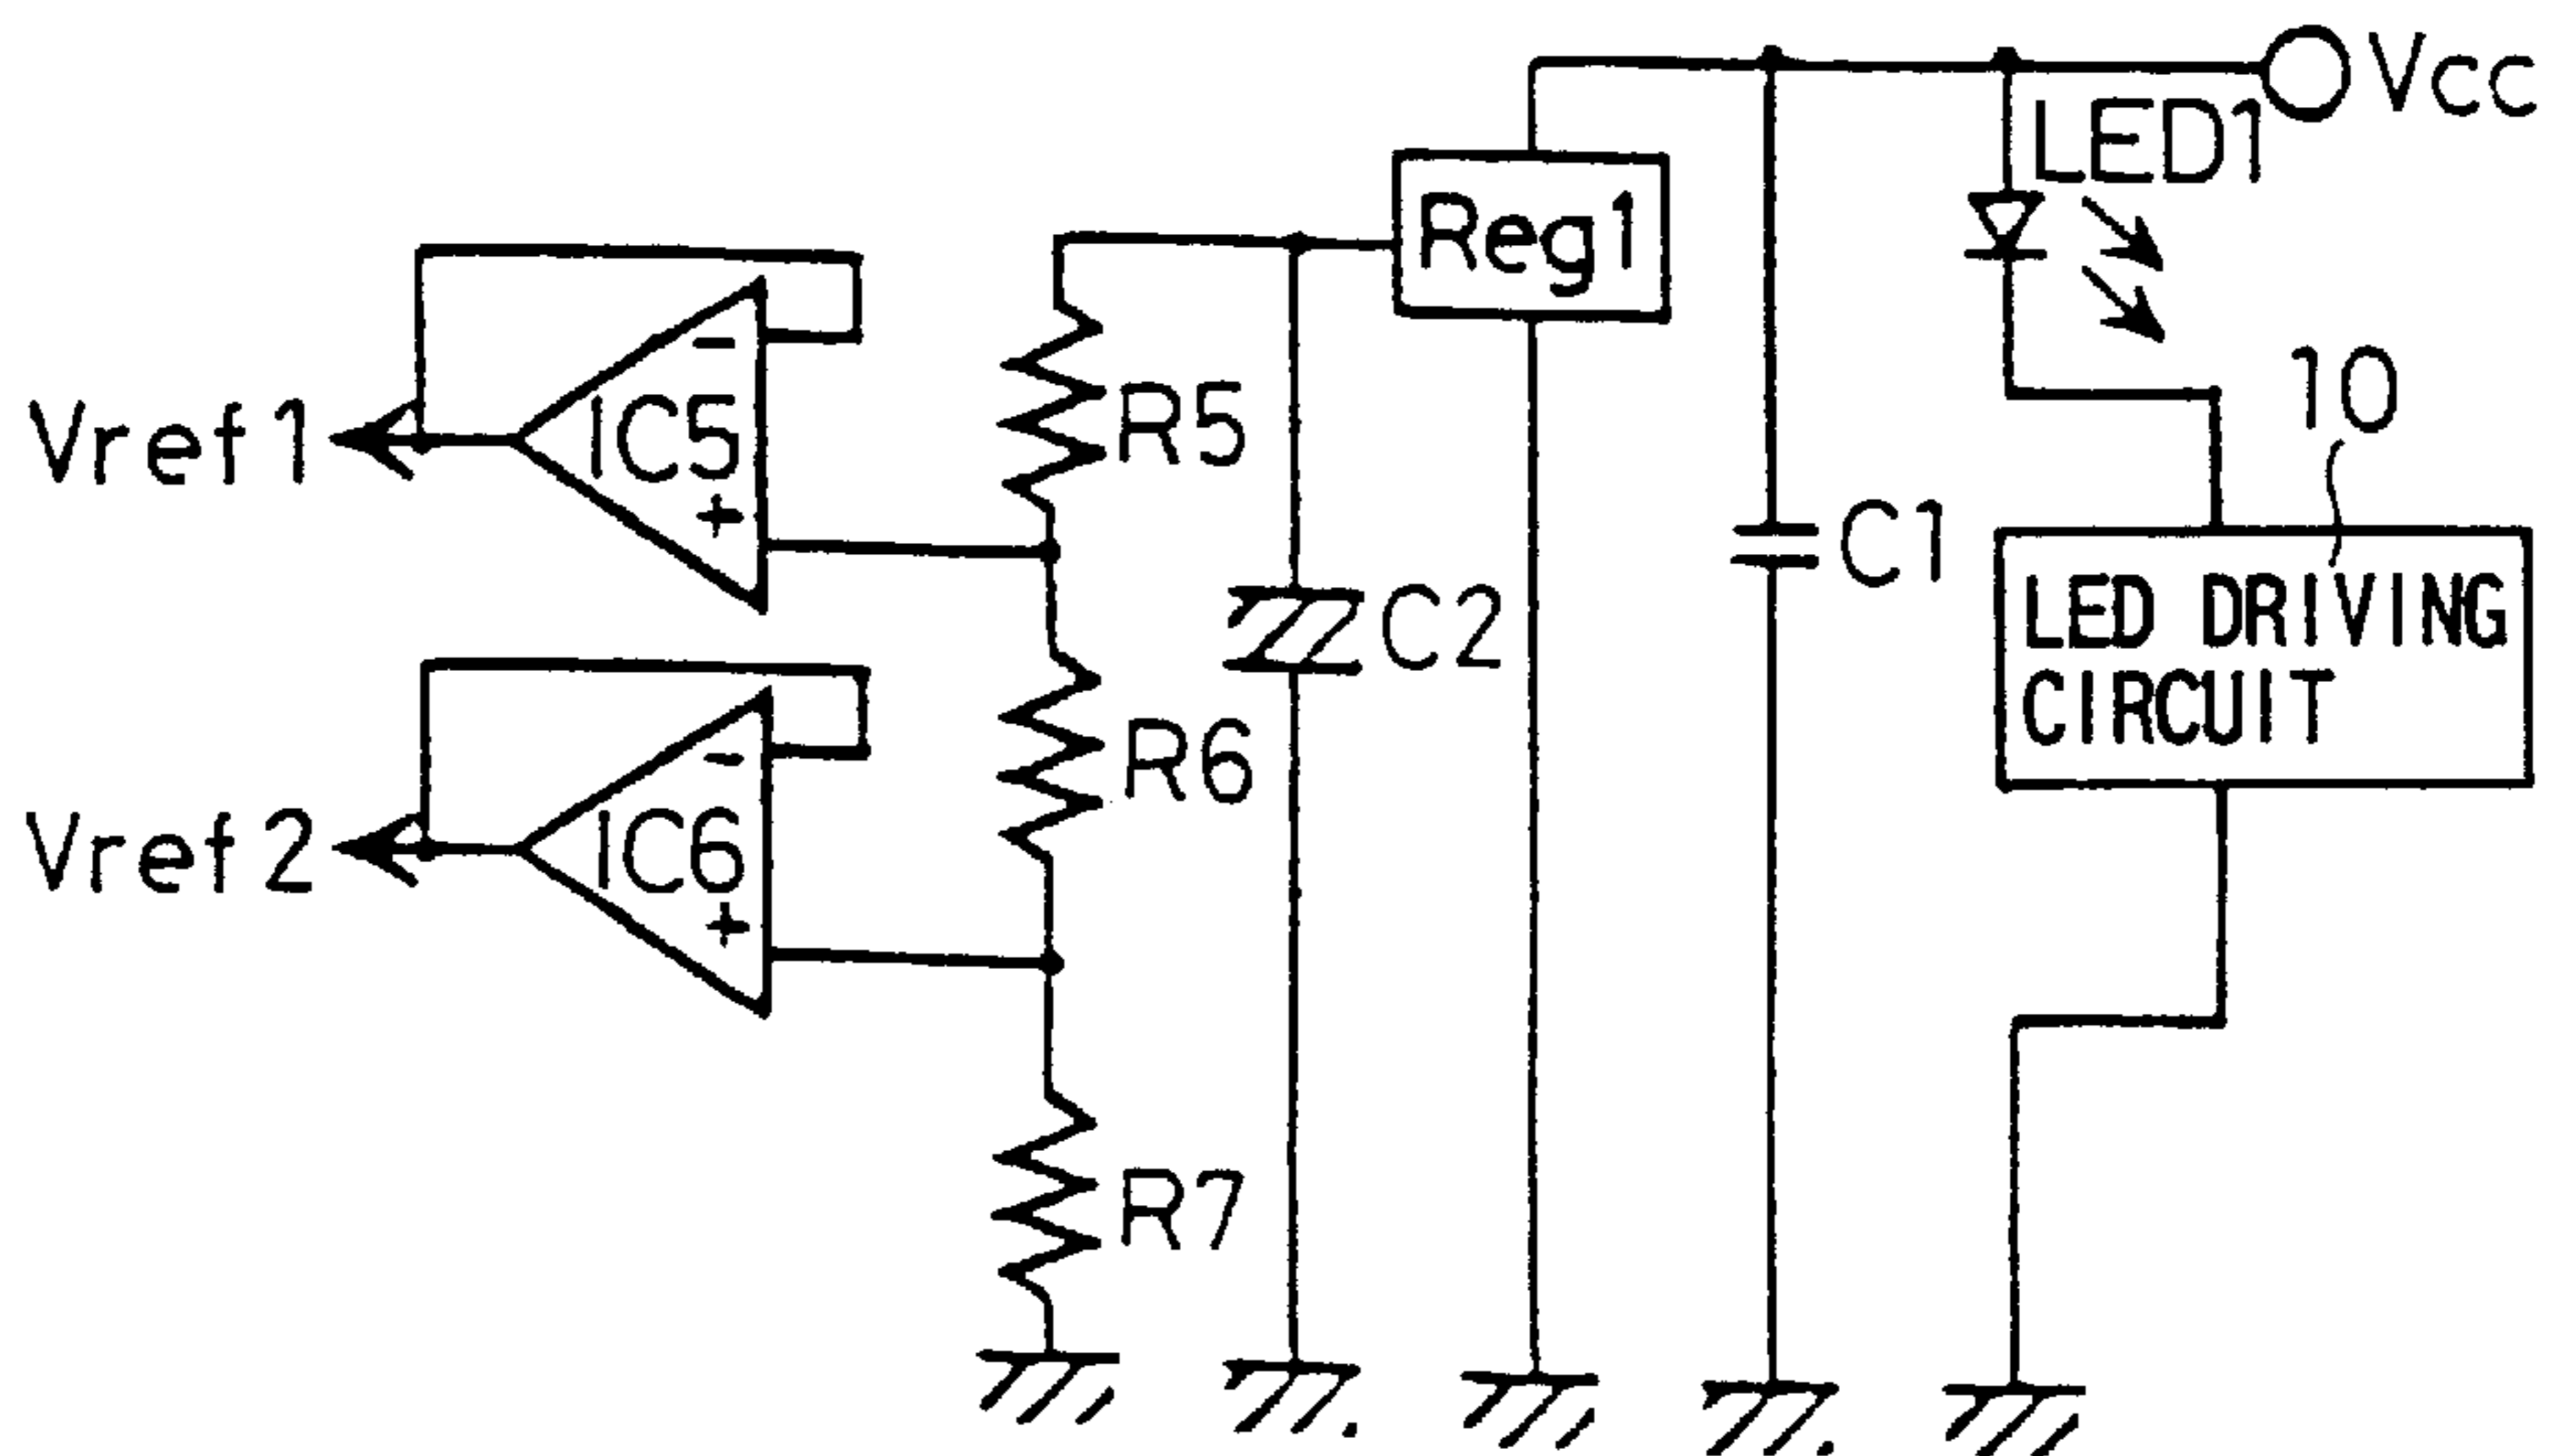 Vcc
LED1
Reg1
10
Vref1
-
IC5
+
R5
C1
C2
LED DRIVING
CIRCUIT
R6
Vref2
-
IC6
+
R7